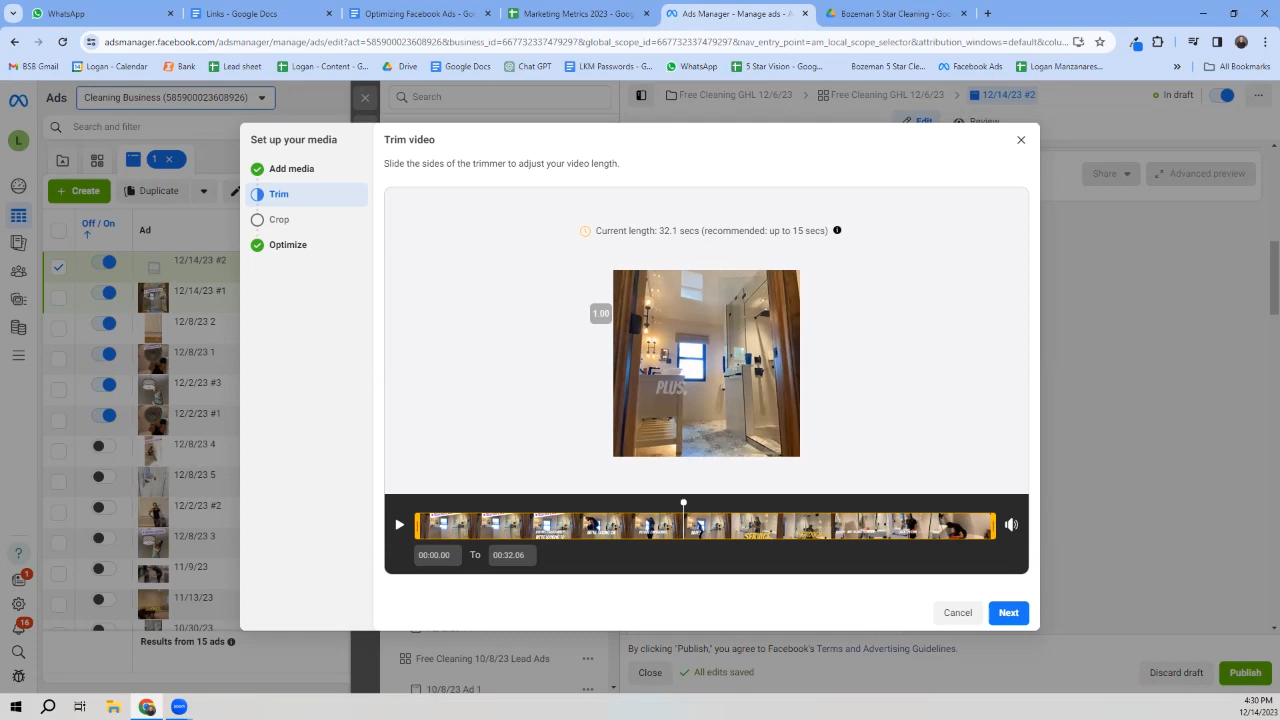 WhatsApp
Links - Google Docs
Optimizing Facebook Ads - Goo
Marketing Metrics 2023 - Goog
Ads Manager - Manage ads - A
Bozeman 5 Star Cleaning - Goo
adsmanager.facebook.com/adsmanager/manage/ads/edit?act=585900023608926&business_id=667732337479297&global_scope_id=667732337479297&nav_entry_point=am_local_scope_selector&attribution_windows=default&colu...
BSB Gmail
Logan - Calendar
Banking
Lead sheet
Logan - Content - G...
Drive
Google Docs
Chat GPT
LKM Passwords - G...
WhatsApp
5 Star Vision - Goog...
Bozeman 5 Star Cle...
Facebook Ads
Logan Manzanares...
All Bookmarks
Ads
Cleaning Business (585900023608926)
Search
Free Cleaning GHL 12/6/23
Free Cleaning GHL 12/6/23
12/14/23 #2
In draft
Search and filter
Edit
Review
1
Create
Duplicate
Share
Advanced preview
Off / On
Ad
12/14/23 #2
12/14/23 #1
12/8/23 2
12/8/23 1
12/2/23 #3
12/2/23 #1
12/8/23 4
12/8/23 5
12/2/23 #2
12/8/23 3
11/9/23
11/13/23
10/30/23
Results from 15 ads
L
1
16
Set up your media
Add media
Trim
Crop
Optimize
Trim video
Slide the sides of the trimmer to adjust your video length.
Current length: 32.1 secs (recommended: up to 15 secs)
1.00
PLUS,
SERVICE
00:00.00
To
00:32.06
Cancel
Next
Free Cleaning 10/8/23 Lead Ads
10/8/23 Ad 1
By clicking "Publish," you agree to Facebook's Terms and Advertising Guidelines.
Close
All edits saved
Discard draft
Publish
zoom
4:30 PM
12/14/2023